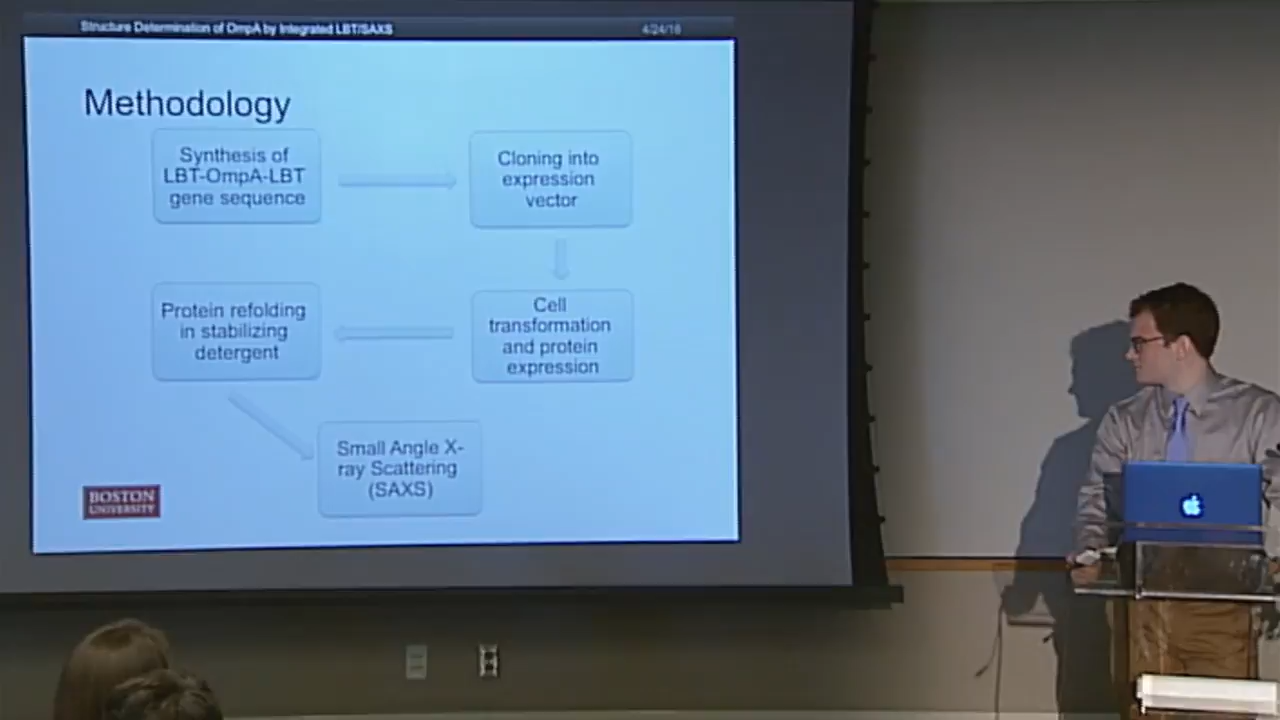 Structure Determination of OmpA by Integrated LBT/SAXS
4/24/16
Methodology
Synthesis of
LBT-OmpA-LBT
gene sequence
Cloning into
expression
vector
Cell
transformation
and protein
expression
Protein refolding
in stabilizing
detergent
Small Angle X-
ray Scattering
(SAXS)
BOSTON
UNIVERSITY